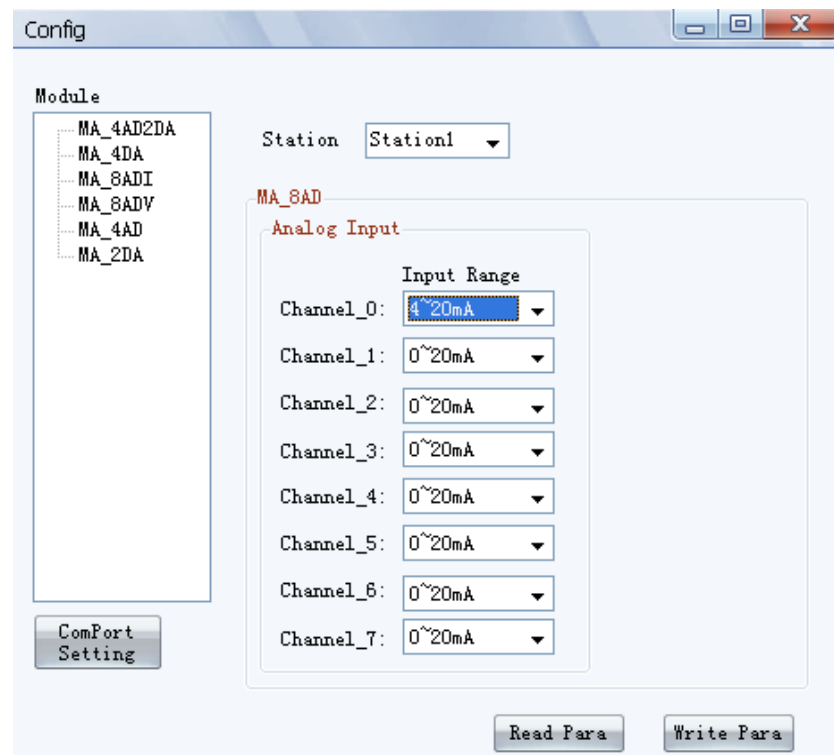 Config
Module
MA_4AD2DA
MA_4DA
MA_8ADI
MA_8ADV
MA_4AD
MA_2DA
ComPort
Setting
Station Station1
MA_8AD
Analog Input
Input Range
Channel_0: 4~20mA
Channel_1: 0~20mA
Channel_2: 0~20mA
Channel_3: 0~20mA
Channel_4: 0~20mA
Channel_5: 0~20mA
Channel_6: 0~20mA
Channel_7: 0~20mA
Read Para Write Para